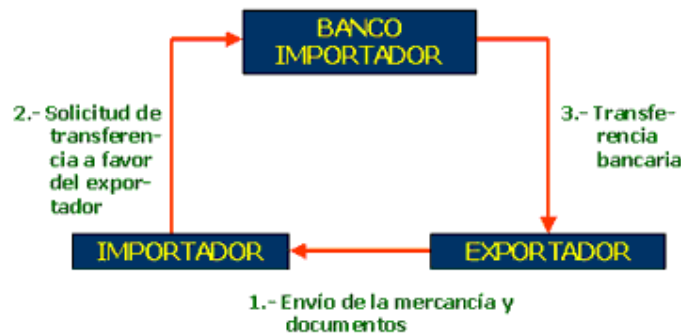 BANCO
IMPORTADOR
2.- Solicitud de
transferen-
cia a favor
del expor-
tador
3.- Transfe-
rencia
bancaria
IMPORTADOR
EXPORTADOR
1.- Envío de la mercancía y
documentos